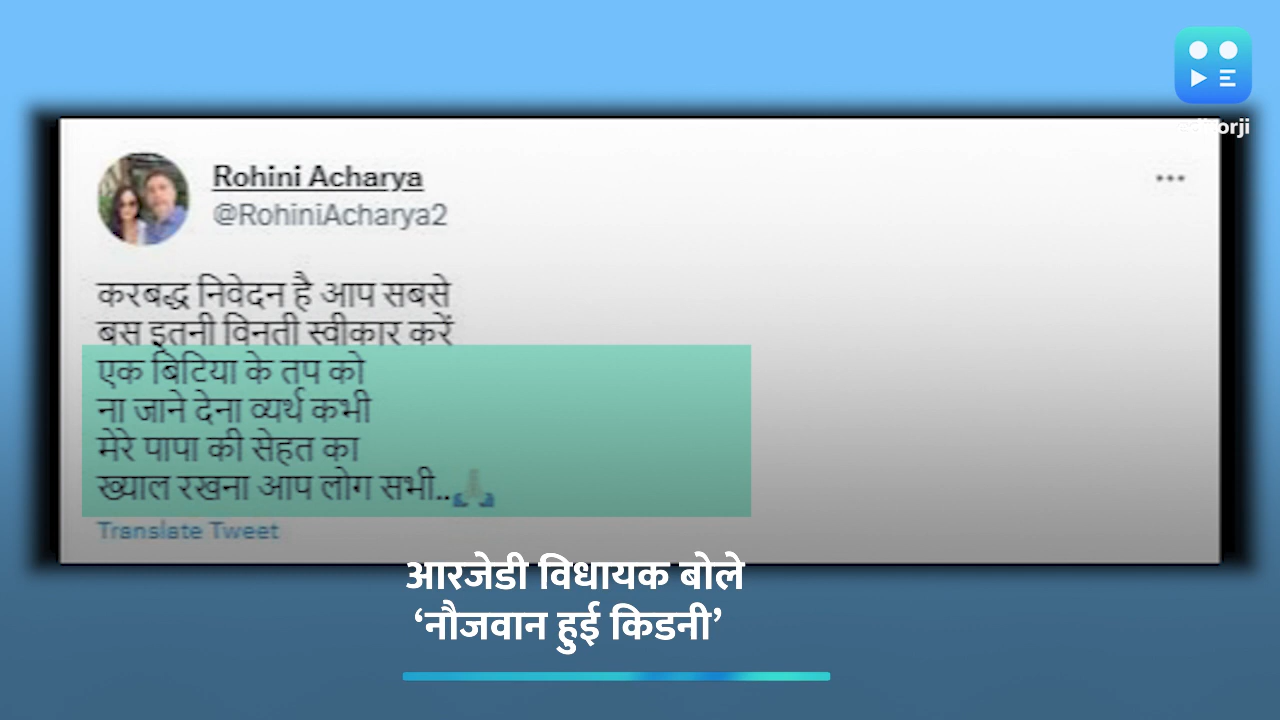 editorji
Rohini Acharya
@RohiniAcharya2
करबद्ध निवेदन है आप सबसे
बस इतनी विनती स्वीकार करें
एक बिटिया के तप को
ना जाने देना व्यर्थ कभी
मेरे पापा की सेहत का
ख्याल रखना आप लोग सभी..🙏
Translate Tweet
आरजेडी विधायक बोले
‘नौजवान हुई किडनी’